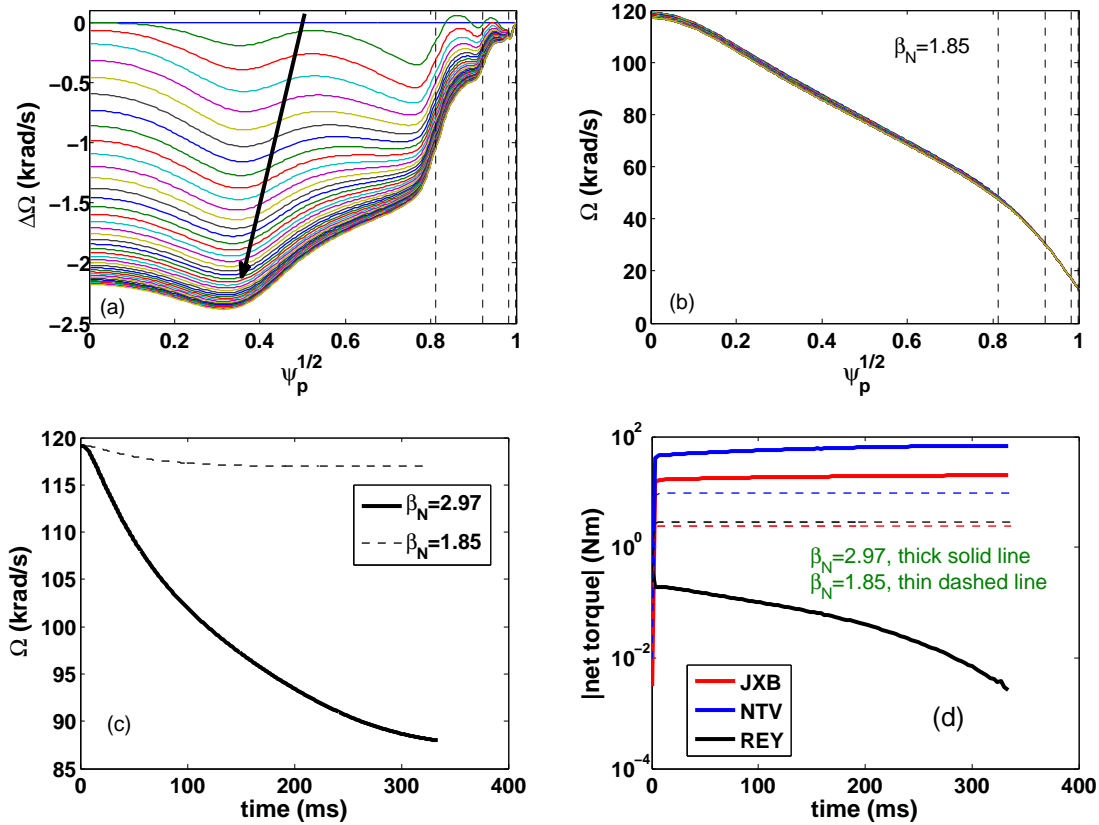 0
−0.5
−1
−1.5
−2
−2.5
ΔΩ (krad/s)
(a)
0 0.2 0.4 0.6 0.8 1
ψp^1/2
120
100
80
60
40
20
0
Ω (krad/s)
βN=1.85
(b)
0 0.2 0.4 0.6 0.8 1
ψp^1/2
120
115
110
105
100
95
90
85
Ω (krad/s)
βN=2.97
βN=1.85
(c)
0 100 200 300 400
time (ms)
10^2
10^0
10^−2
10^−4
|net torque| (Nm)
βN=2.97, thick solid line
βN=1.85, thin dashed line
JXB
NTV
REY
(d)
0 100 200 300 400
time (ms)